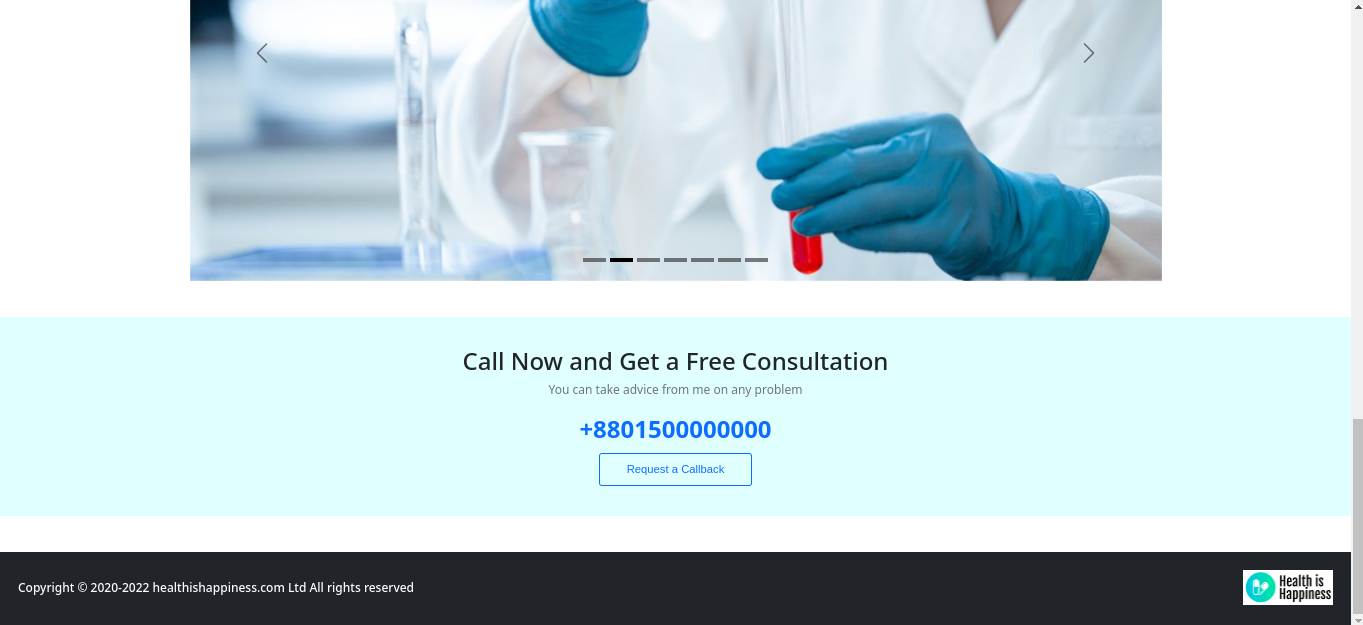 Call Now and Get a Free Consultation
You can take advice from me on any problem
+8801500000000
Request a Callback
Copyright © 2020-2022 healthishappiness.com Ltd All rights reserved
Health is
Happiness